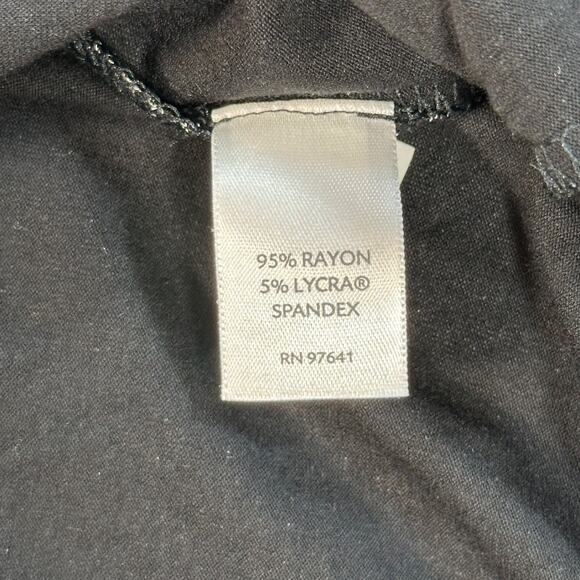 95% RAYON
5% LYCRA®
SPANDEX
RN 97641